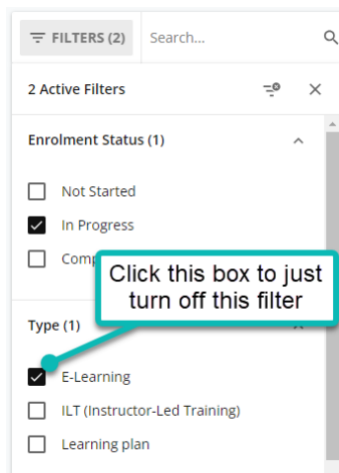 FILTERS (2) Search...
2 Active Filters
Enrolment Status (1)
Not Started
In Progress
Comp
Click this box to just
turn off this filter
Type (1)
E-Learning
ILT (Instructor-Led Training)
Learning plan